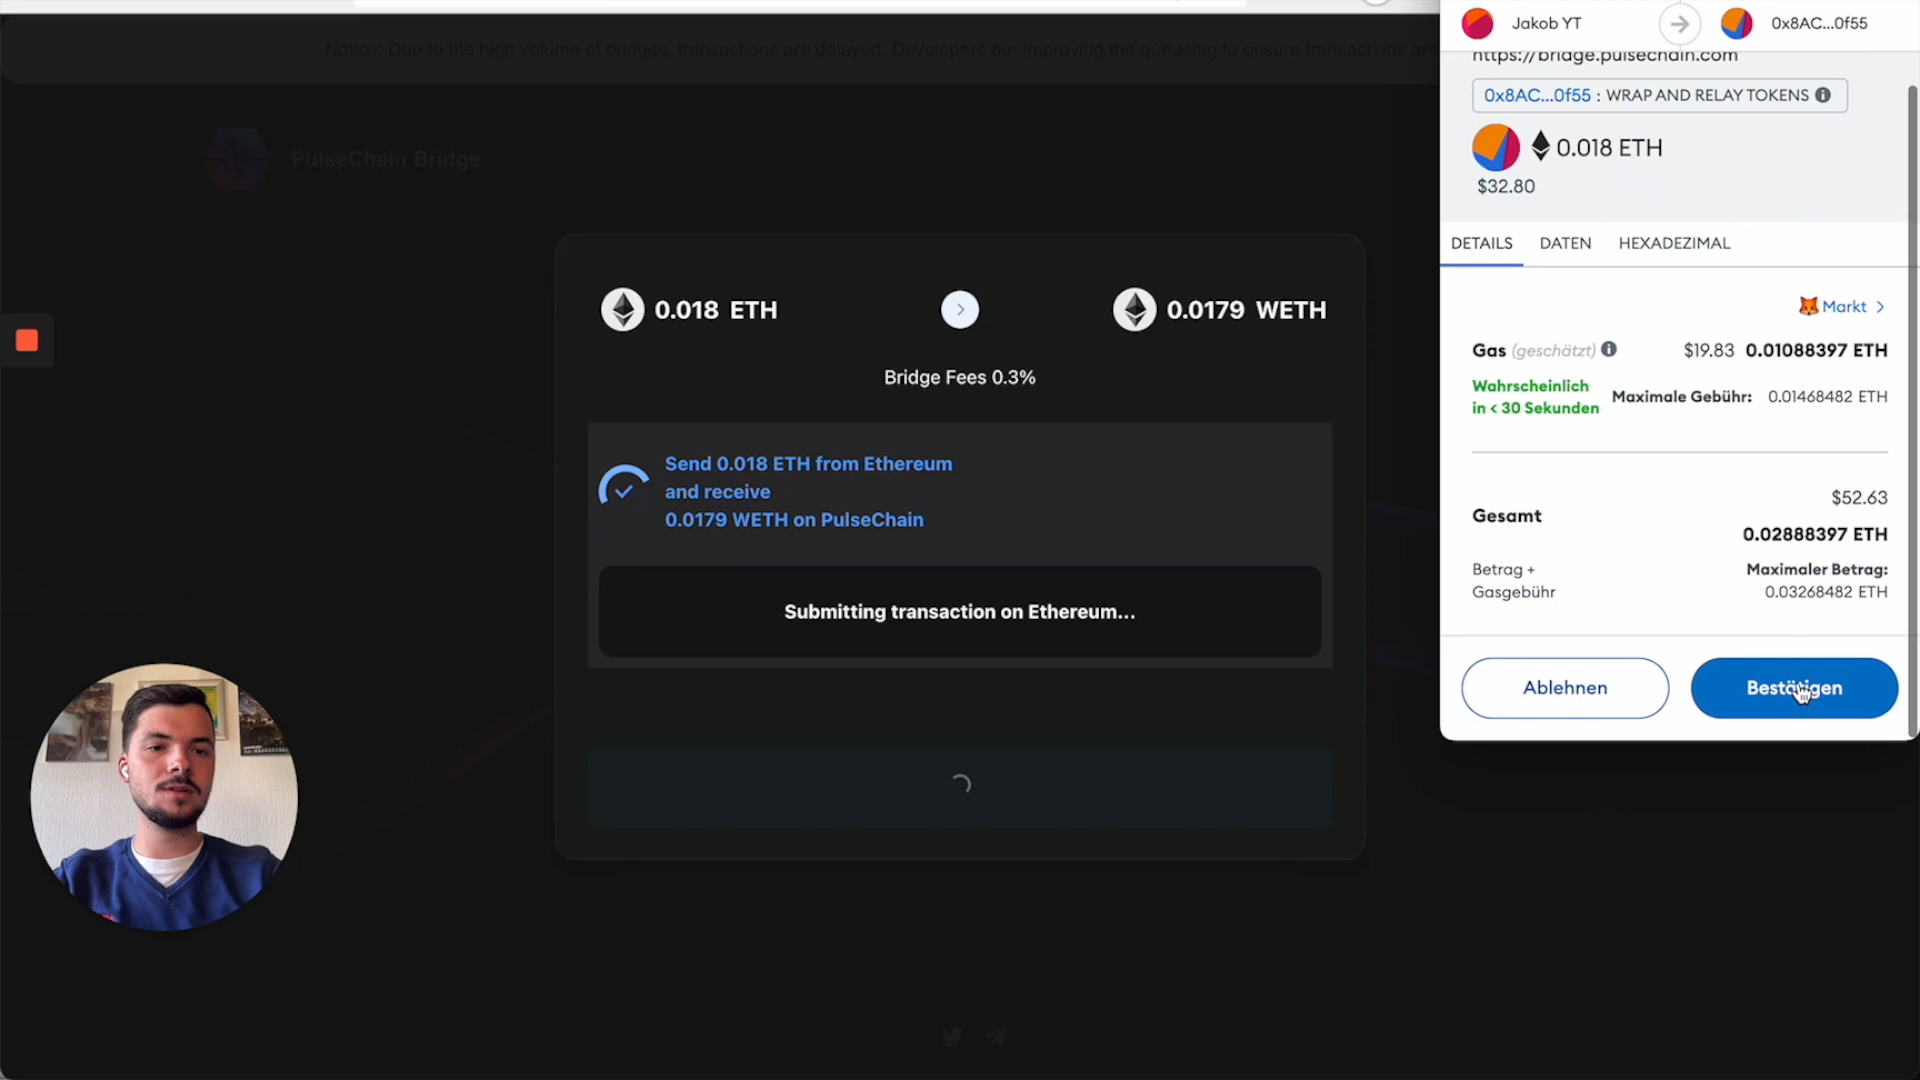 Notice: Due to the high volume of bridges, transactions are delayed. Developers are improving the queueing to ensure transactions
PulseChain Bridge
0.018 ETH
0.0179 WETH
Bridge Fees 0.3%
Send 0.018 ETH from Ethereum
and receive
0.0179 WETH on PulseChain
Submitting transaction on Ethereum...
Jakob YT
0x8AC...0f55
https://bridge.pulsechain.com
0x8AC...0f55 : WRAP AND RELAY TOKENS
0.018 ETH
$32.80
DETAILS DATEN HEXADEZIMAL
Markt
Gas (geschätzt) $19.83 0.01088397 ETH
Wahrscheinlich
in < 30 Sekunden
Maximale Gebühr: 0.01468482 ETH
$52.63
Gesamt
0.02888397 ETH
Betrag +
Gasgebühr
Maximaler Betrag:
0.03268482 ETH
Ablehnen
Bestätigen